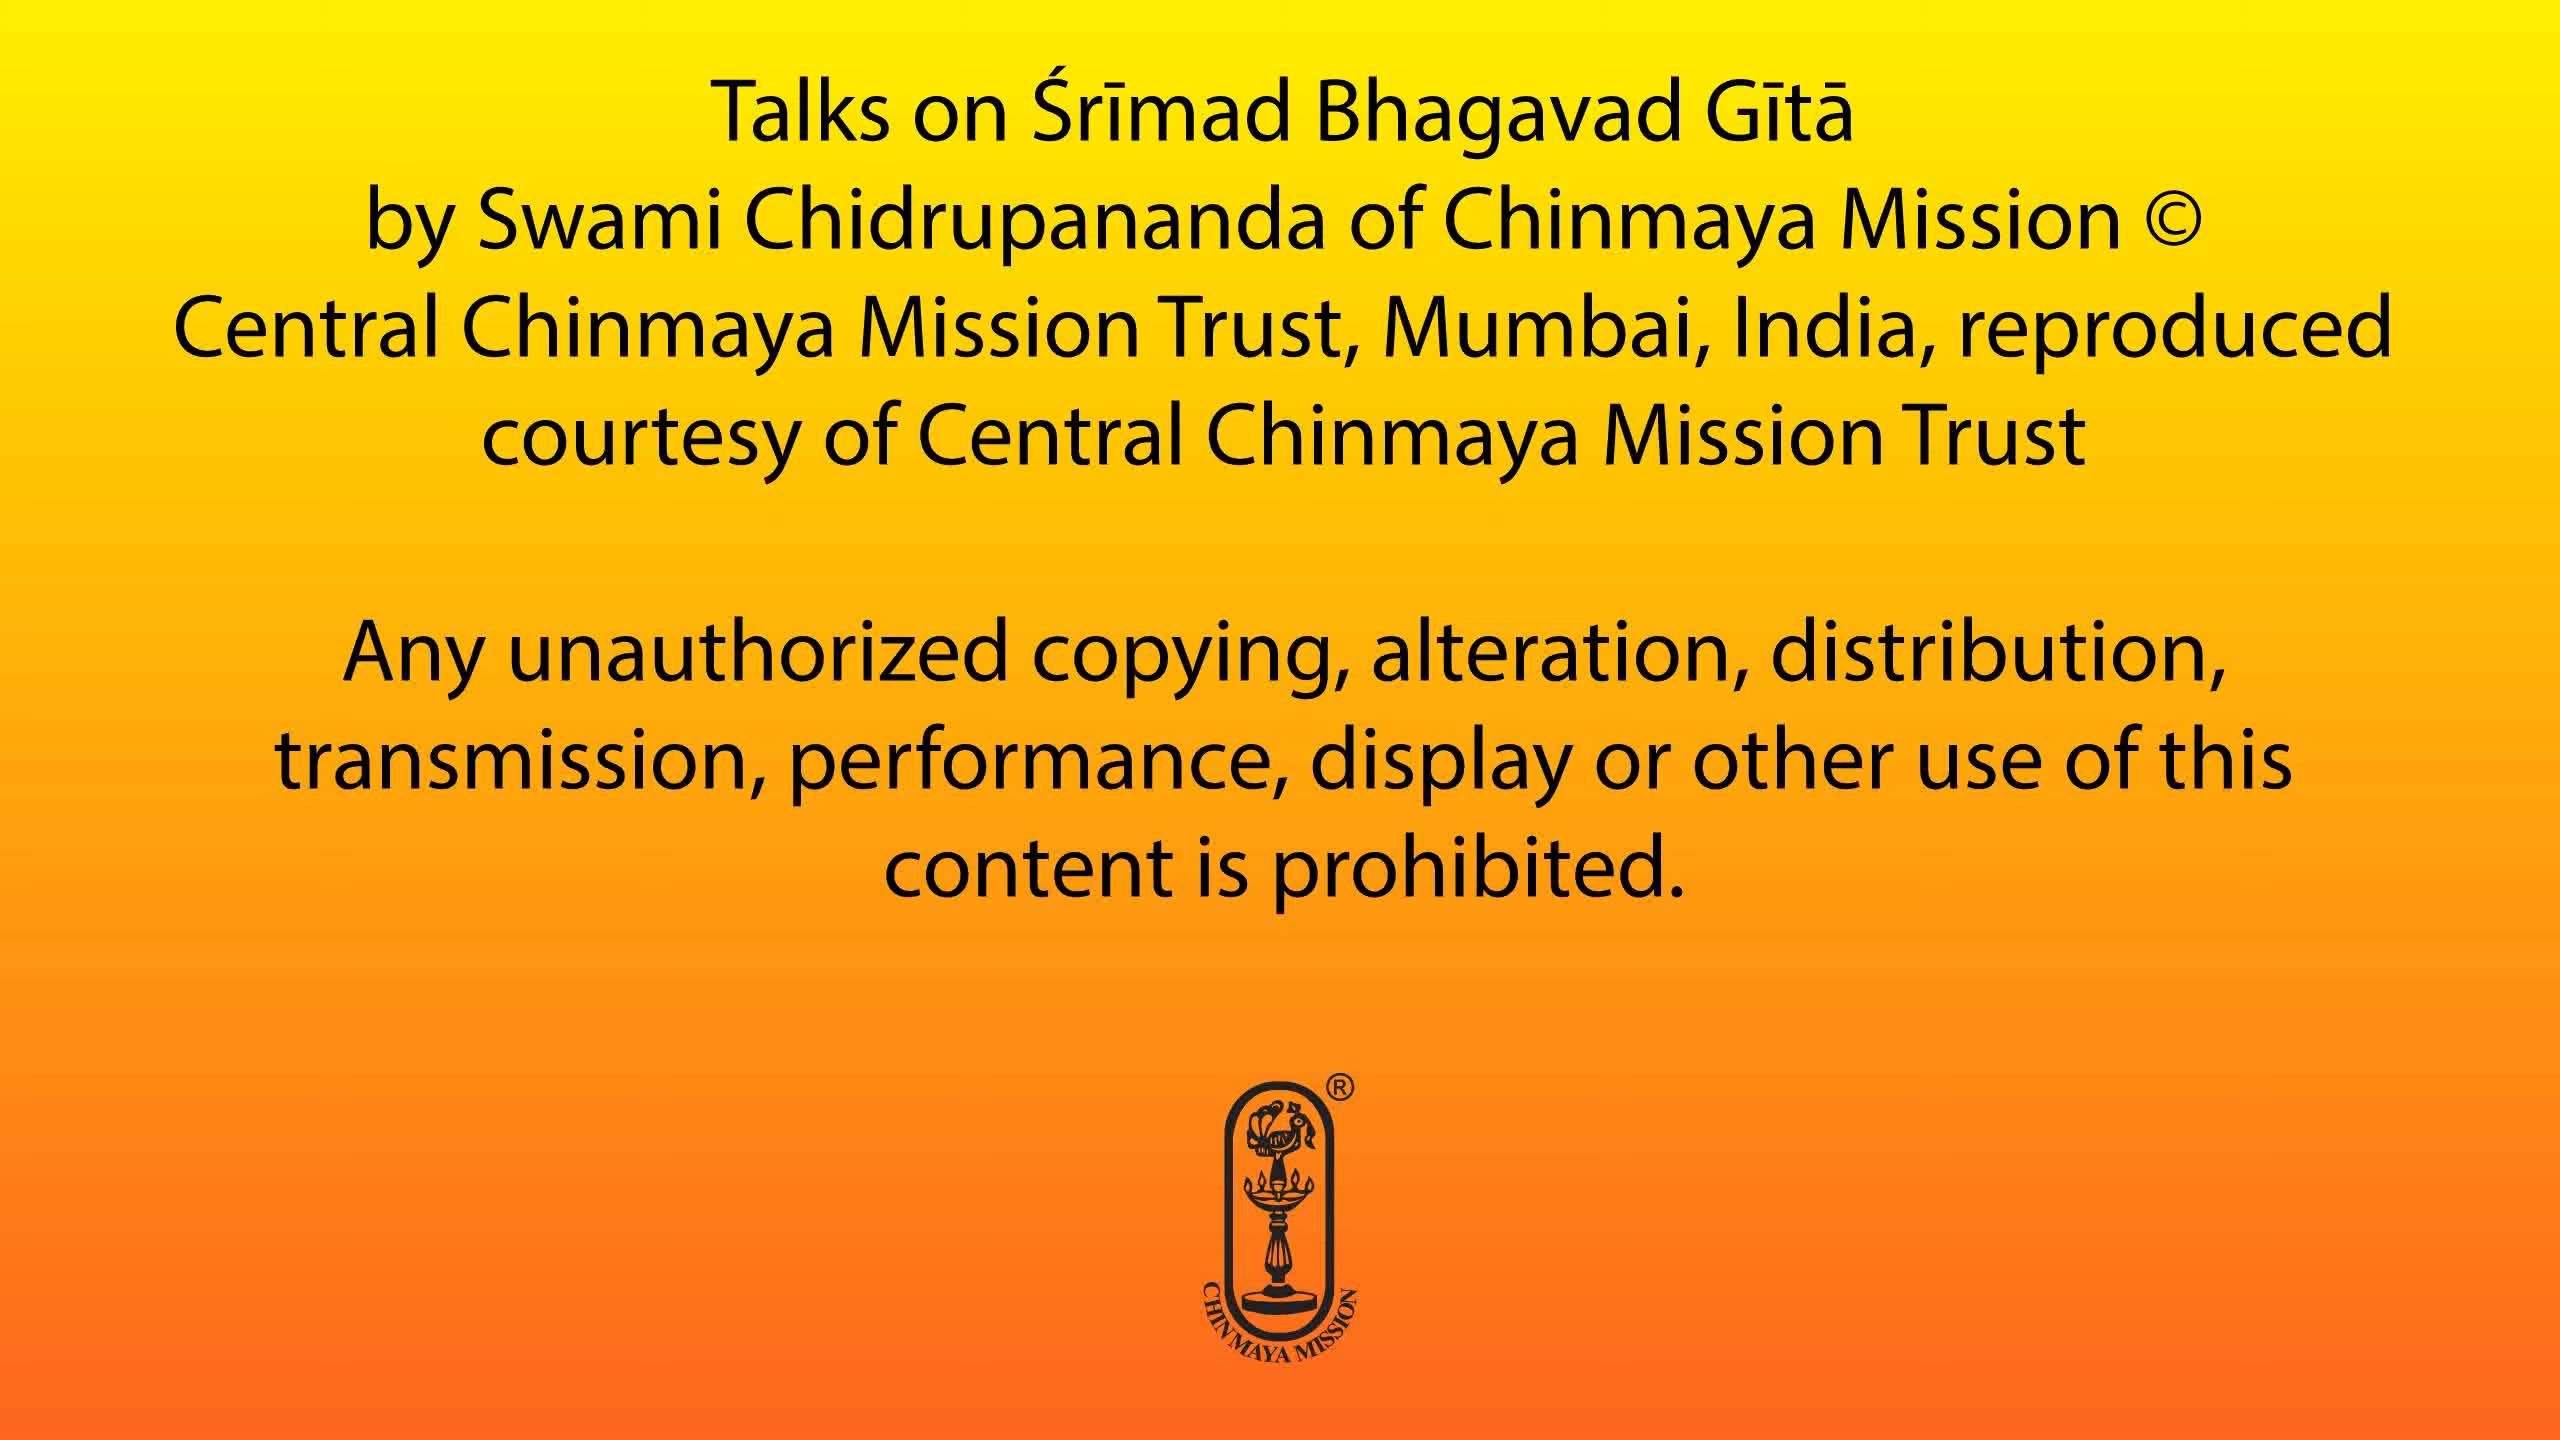 Talks on Śrīmad Bhagavad Gītā
by Swami Chidrupananda of Chinmaya Mission ©
Central Chinmaya Mission Trust, Mumbai, India, reproduced
courtesy of Central Chinmaya Mission Trust
Any unauthorized copying, alteration, distribution,
transmission, performance, display or other use of this
content is prohibited.
®
CHINMAYA MISSION